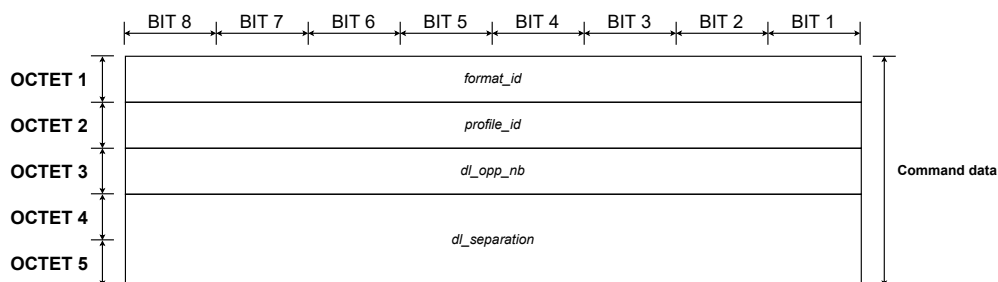 BIT 8 BIT 7 BIT 6 BIT 5 BIT 4 BIT 3 BIT 2 BIT 1
OCTET 1 format_id
OCTET 2 profile_id
OCTET 3 dl_opp_nb Command data
OCTET 4
dl_separation
OCTET 5